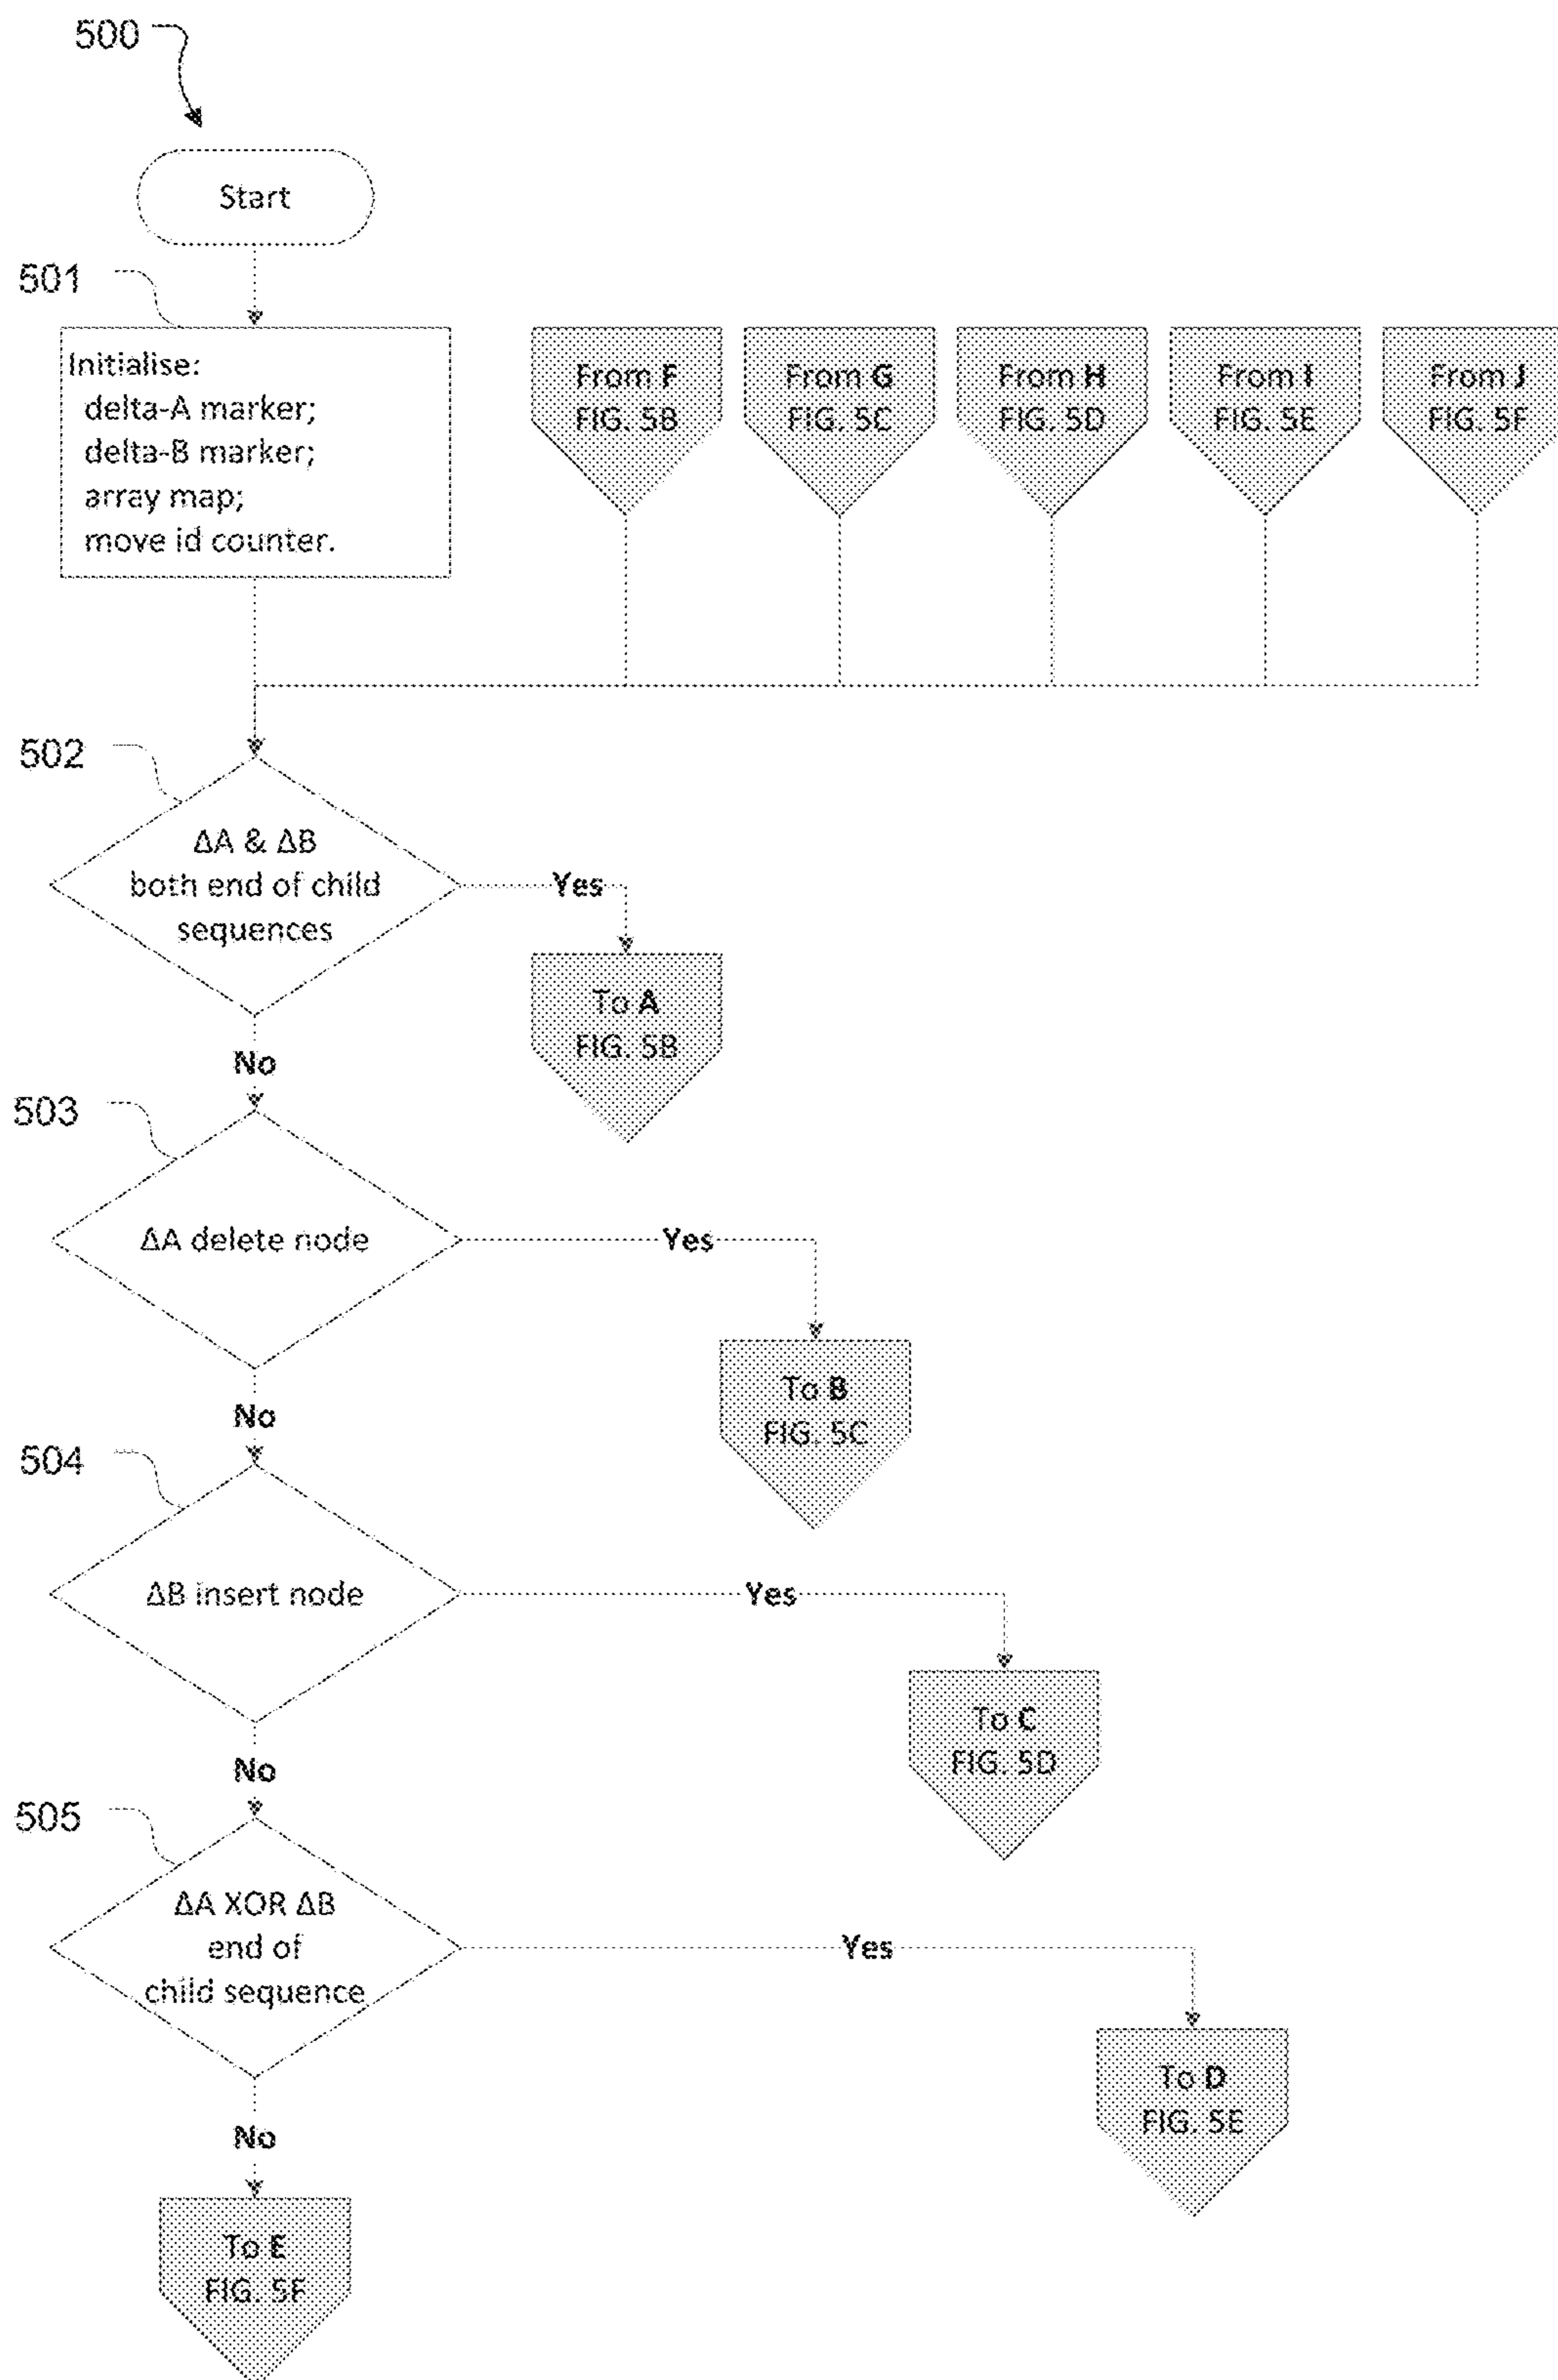 500
Start
501
Initialise:
delta-A marker;
delta-B marker;
array map;
move id counter.
From F
FIG. 5B
From G
FIG. 5C
From H
FIG. 5D
From I
FIG. 5E
From J
FIG. 5F
502
ΔA & ΔB
both end of child
sequences
Yes
To A
FIG. 5B
No
503
ΔA delete node
Yes
To B
FIG. 5C
No
504
ΔB insert node
Yes
To C
FIG. 5D
No
505
ΔA XOR ΔB
end of
child sequence
Yes
To D
FIG. 5E
No
To E
FIG. 5F